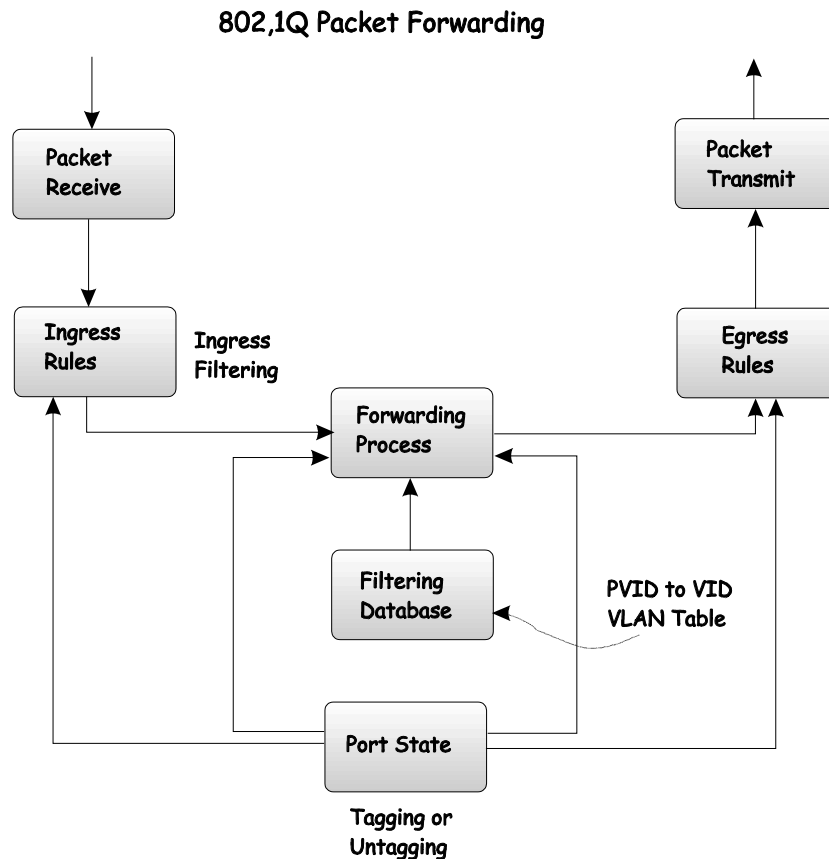 802,1Q Packet Forwarding
Packet
Receive
Packet
Transmit
Ingress
Rules
Ingress
Filtering
Egress
Rules
Forwarding
Process
Filtering
Database
PVID to VID
VLAN Table
Port State
Tagging or
Untagging